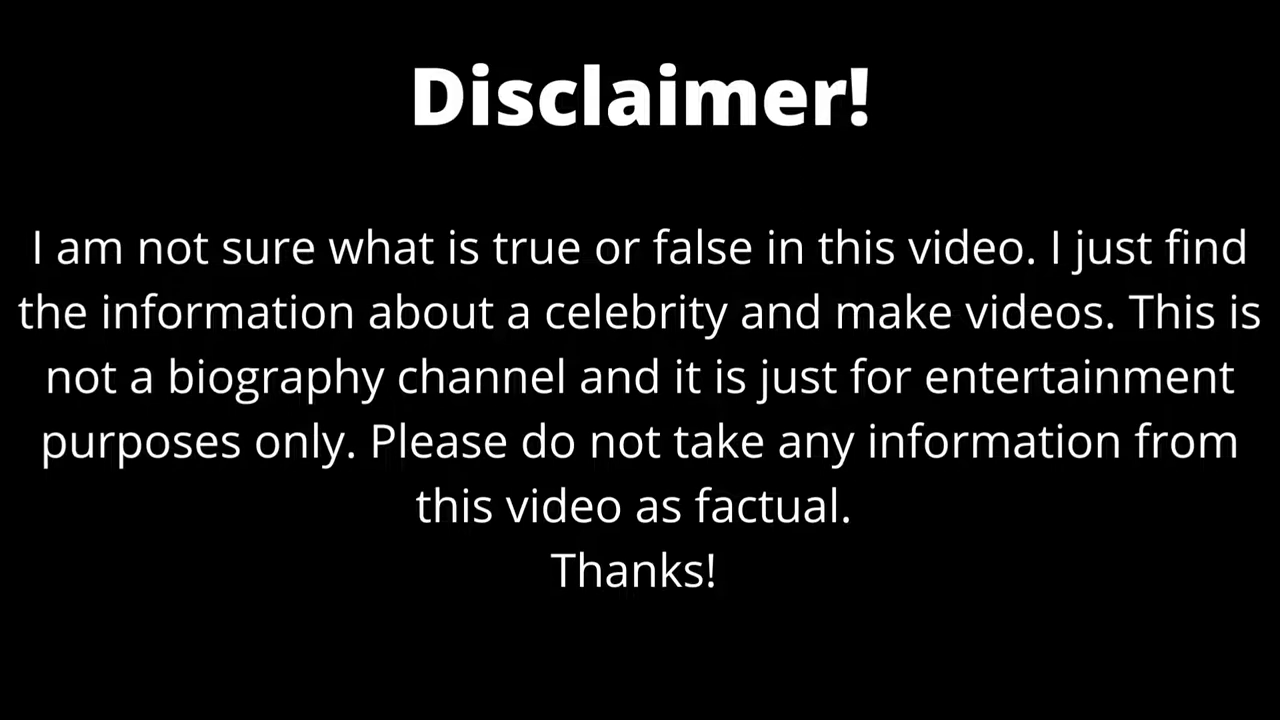 Disclaimer!
I am not sure what is true or false in this video. I just find
the information about a celebrity and make videos. This is
not a biography channel and it is just for entertainment
purposes only. Please do not take any information from
this video as factual.
Thanks!